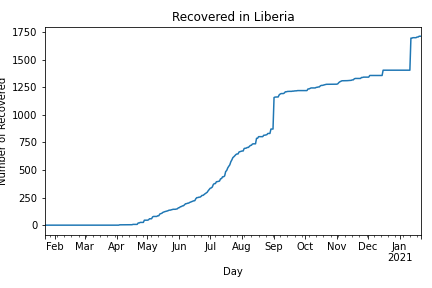 Recovered in Liberia
Number of Recovered
1750
1500
1250
1000
750
500
250
0
Feb Mar Apr May Jun Jul Aug Sep Oct Nov Dec Jan
2021
Day